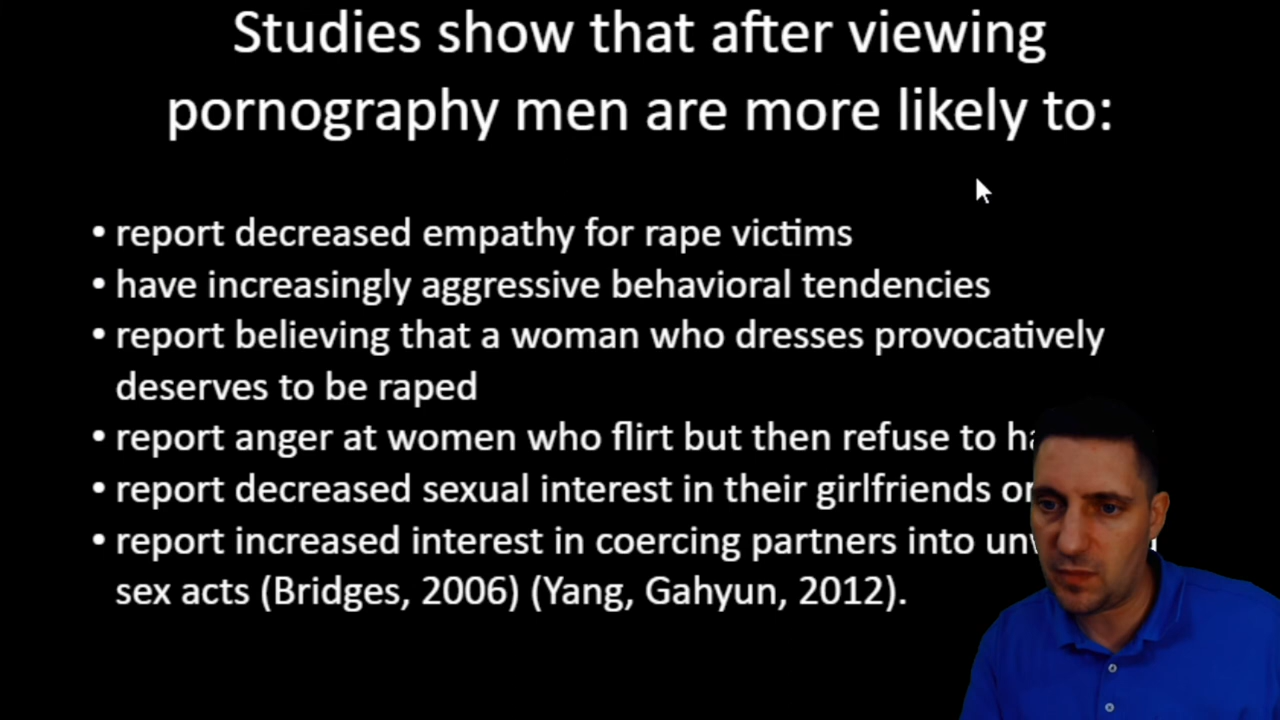 Studies show that after viewing
pornography men are more likely to:
• report decreased empathy for rape victims
• have increasingly aggressive behavioral tendencies
• report believing that a woman who dresses provocatively
deserves to be raped
• report anger at women who flirt but then refuse to
• report decreased sexual interest in their girlfriends or
• report increased interest in coercing partners into
sex acts (Bridges, 2006) (Yang, Gahyun, 2012).